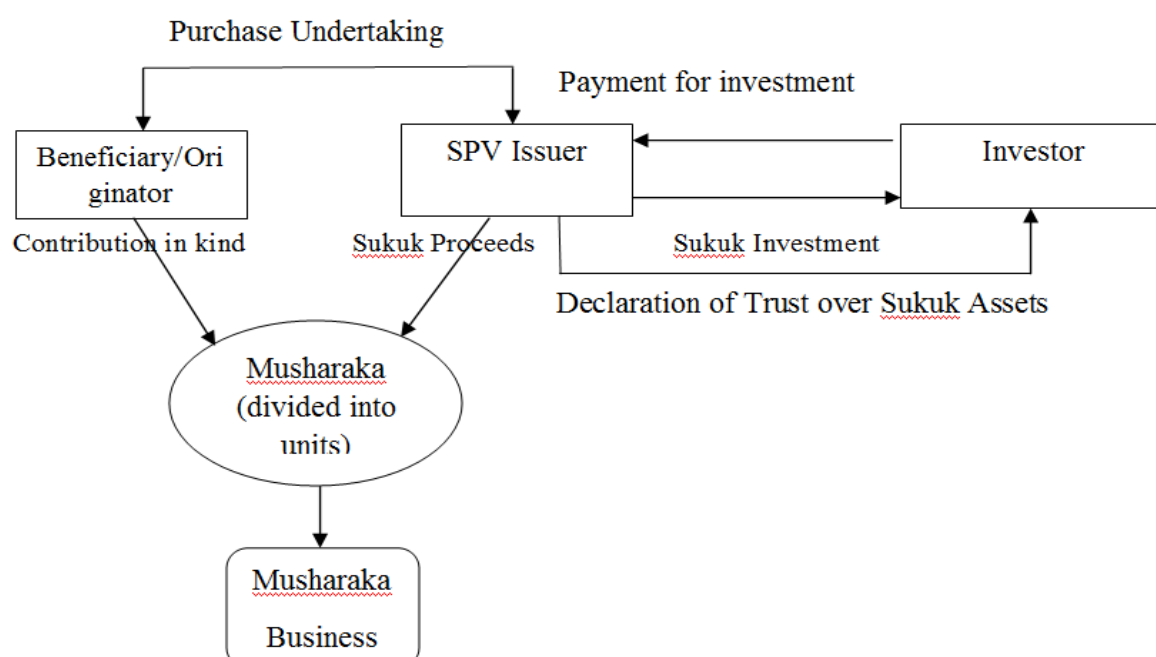 Purchase Undertaking
Payment for investment
Beneficiary/Ori
ginator
SPV Issuer
Investor
Contribution in kind
Sukuk Proceeds
Sukuk Investment
Declaration of Trust over Sukuk Assets
Musharaka
(divided into
units)
Musharaka
Business